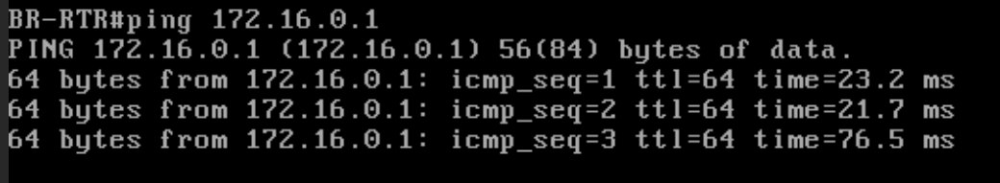 BR-RTR#ping 172.16.0.1
PING 172.16.0.1 (172.16.0.1) 56(84) bytes of data.
64 bytes from 172.16.0.1: icmp_seq=1 ttl=64 time=23.2 ms
64 bytes from 172.16.0.1: icmp_seq=2 ttl=64 time=21.7 ms
64 bytes from 172.16.0.1: icmp_seq=3 ttl=64 time=76.5 ms